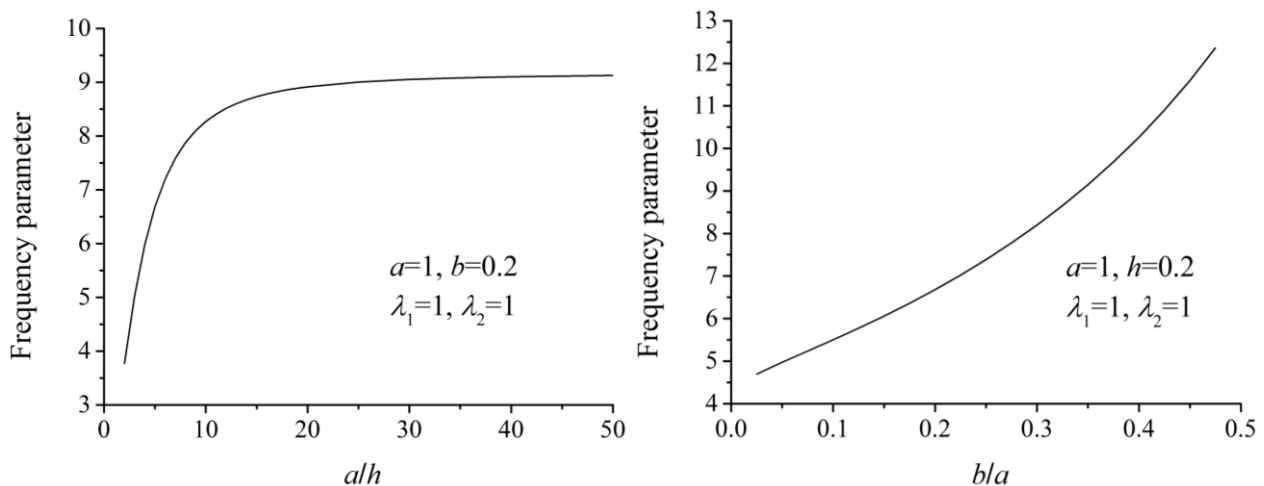 Frequency parameter
10
9
8
7
6
5
4
3
0 10 20 30 40 50
a/h
a=1, b=0.2
λ₁=1, λ₂=1
Frequency parameter
13
12
11
10
9
8
7
6
5
4
0.0 0.1 0.2 0.3 0.4 0.5
b/a
a=1, h=0.2
λ₁=1, λ₂=1